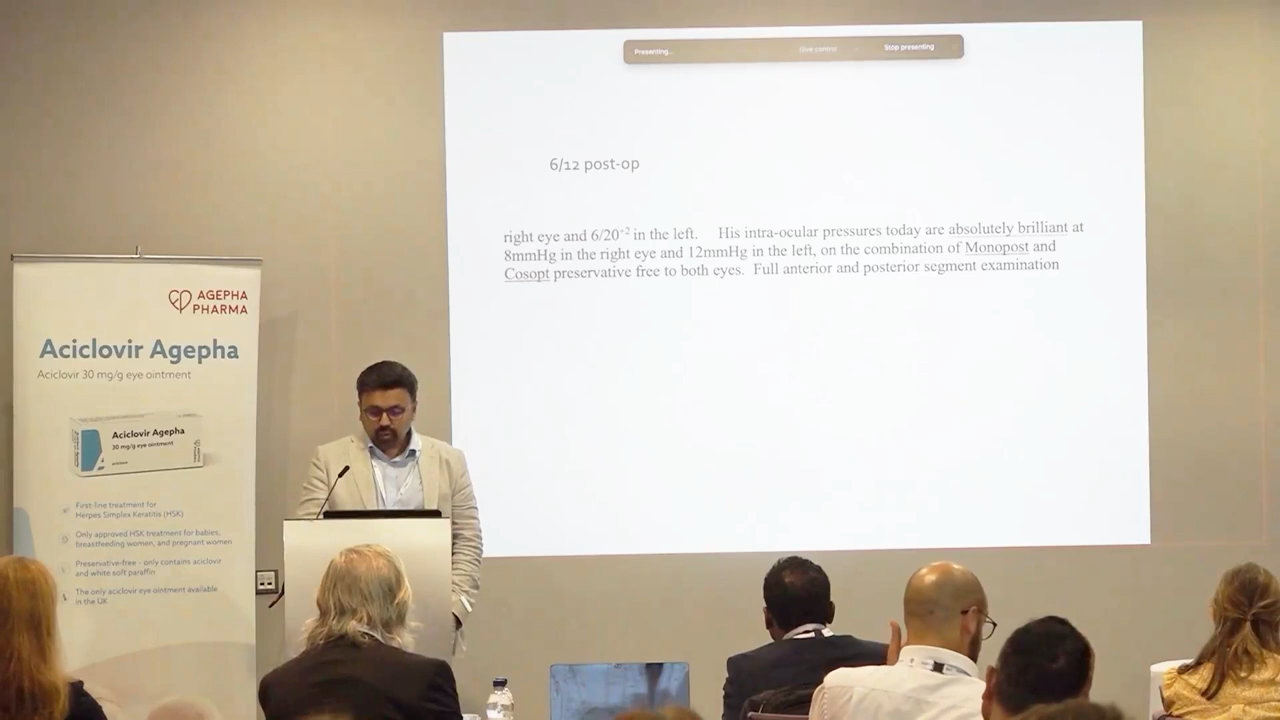 Presenting...
Give control
Stop presenting
6/12 post-op
right eye and 6/20⁺² in the left. His intra-ocular pressures today are absolutely brilliant at
8mmHg in the right eye and 12mmHg in the left, on the combination of Monopost and
Cosopt preservative free to both eyes. Full anterior and posterior segment examination
AGEPHA
PHARMA
Aciclovir Agepha
Aciclovir 30 mg/g eye ointment
Aciclovir Agepha
30 mg/g eye ointment
First-line treatment for
Herpes Simplex Keratitis (HSK)
Only approved HSK treatment for babies,
breastfeeding women, and pregnant women
Preservative-free - only contains aciclovir
and white soft paraffin
The only aciclovir eye ointment available
in the UK